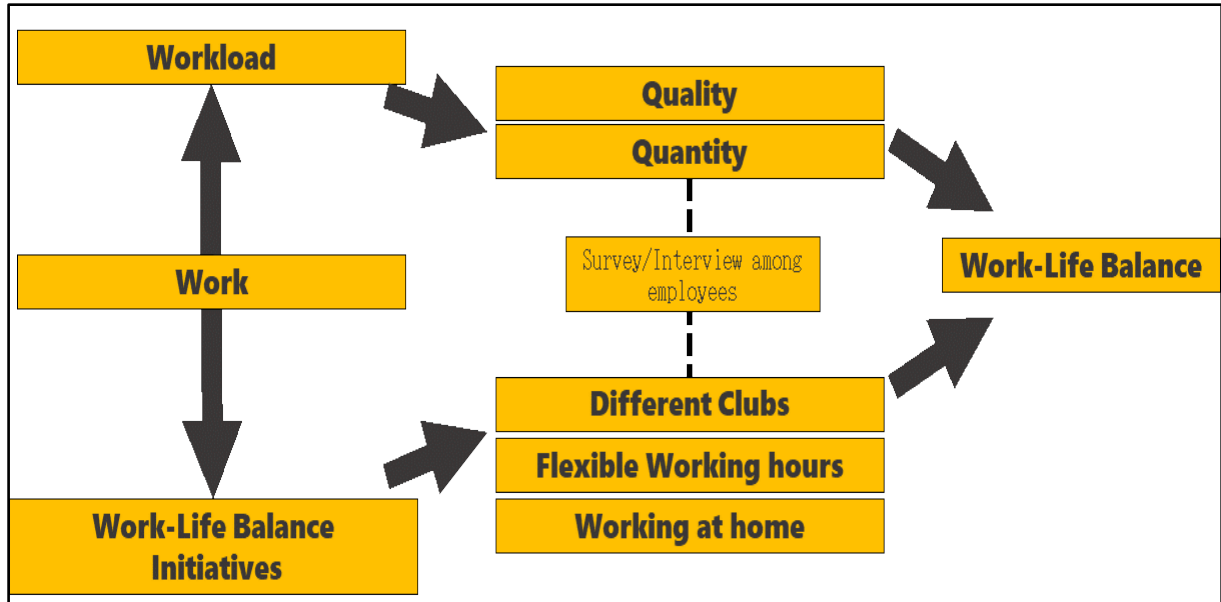 Workload
Work
Work-Life Balance
Initiatives
Quality
Quantity
Survey/Interview among
employees
Different Clubs
Flexible Working hours
Working at home
Work-Life Balance